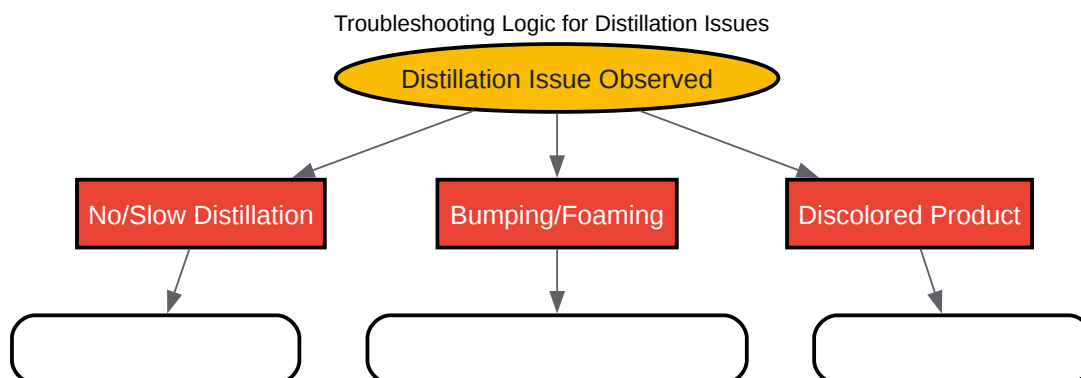 Troubleshooting Logic for Distillation Issues
Distillation Issue Observed
No/Slow Distillation
Bumping/Foaming
Discolored Product